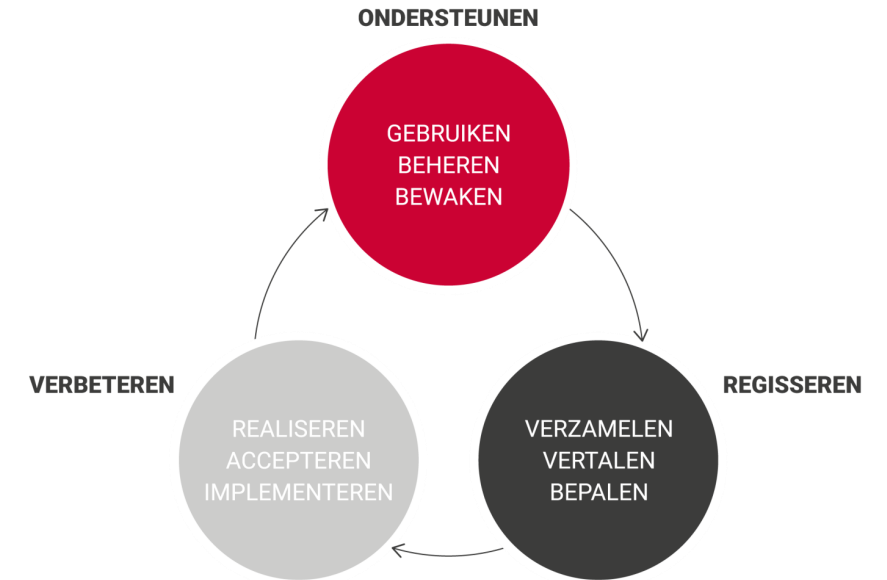 ONDERSTEUNEN
GEBRUIKEN
BEHEREN
BEWAKEN
VERBETEREN
REGISSEREN
REALISEREN
ACCEPTEREN
IMPLEMENTEREN
VERZAMELEN
VERTALEN
BEPALEN